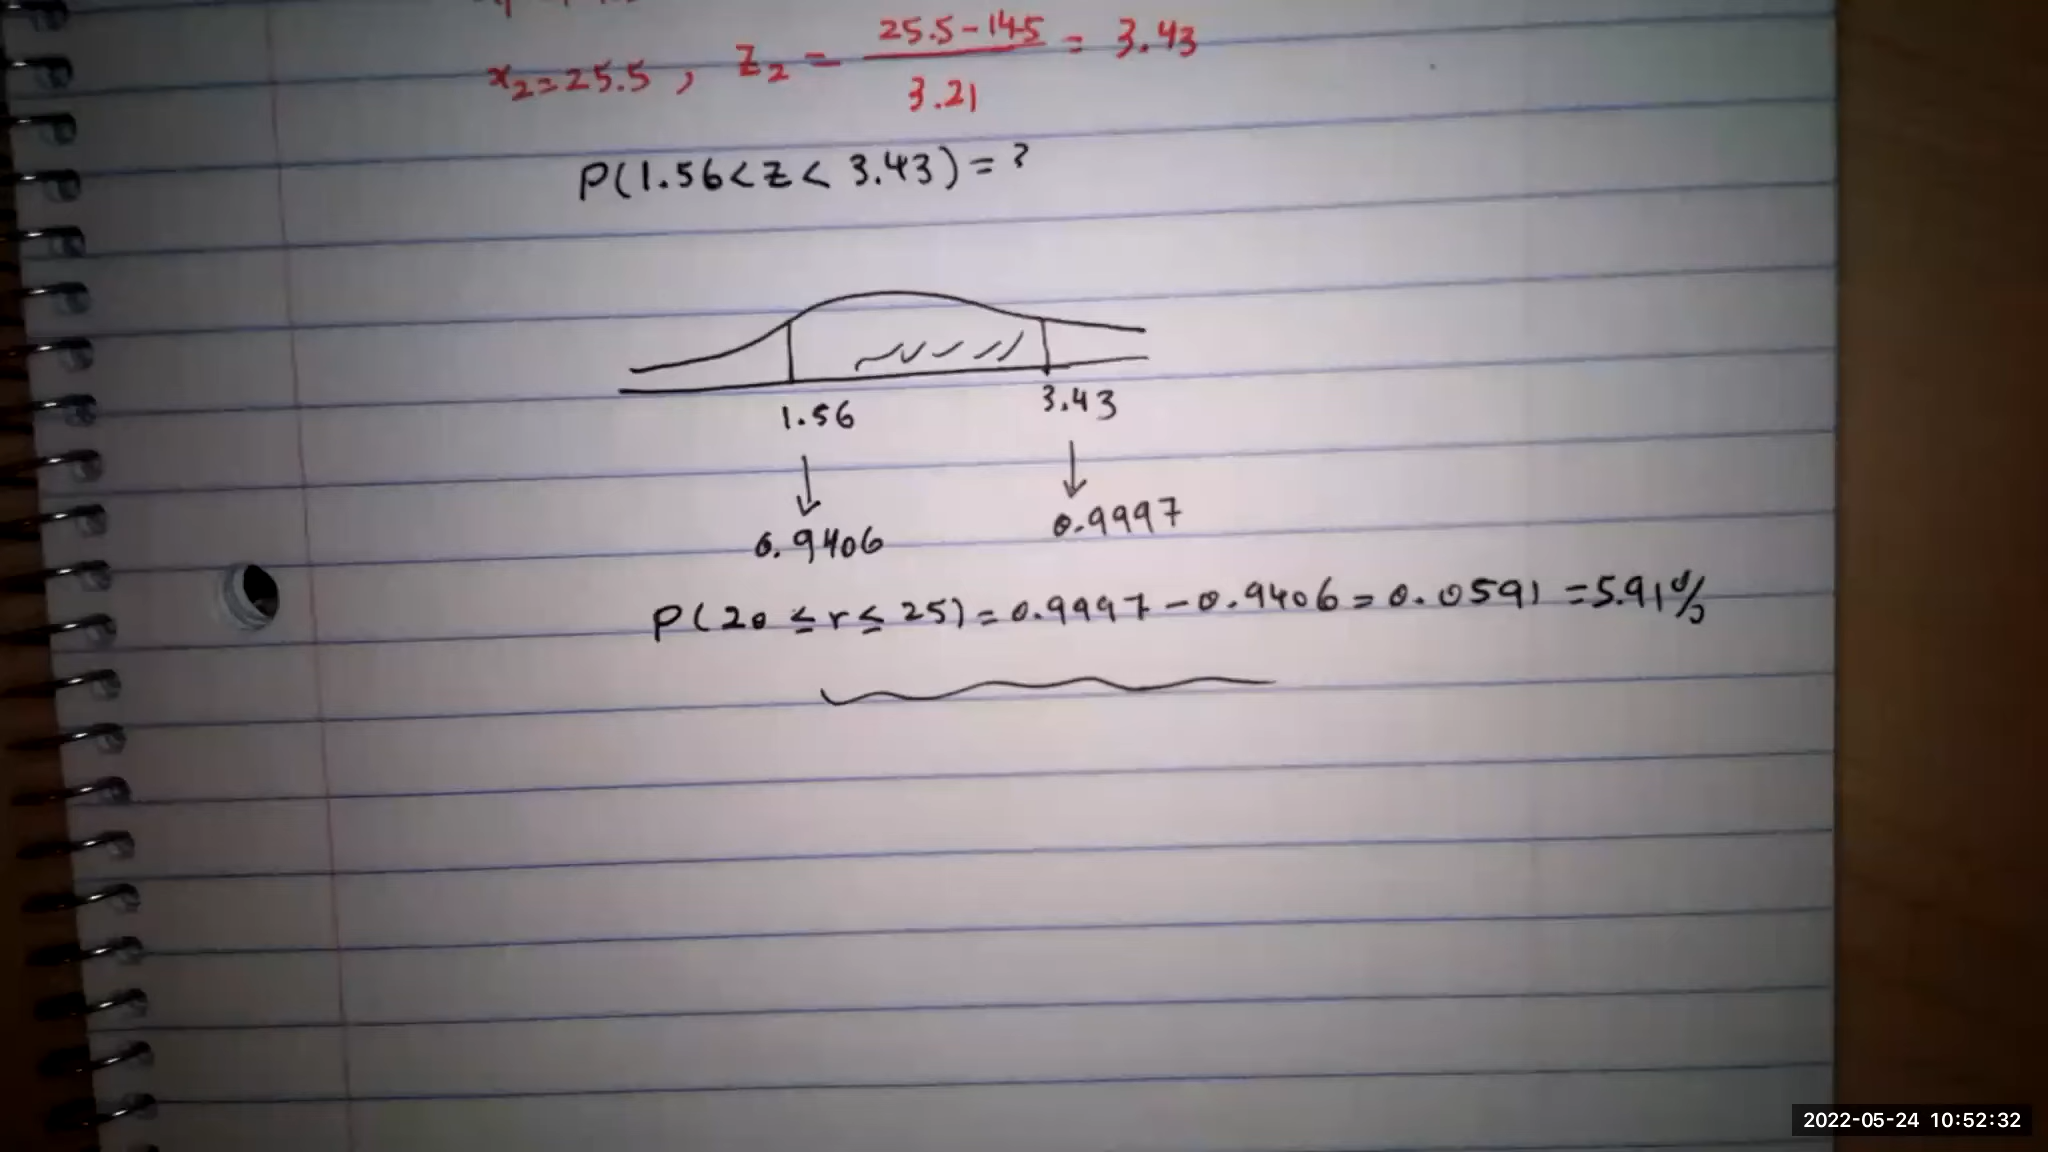 x₂=25.5 , Z₂ = (25.5-14.5)/3.21 = 3.43
P(1.56<Z< 3.43)=?
1.56 3.43
↓ ↓
0.9406 0.9997
P(20 ≤ r ≤ 25)=0.9997-0.9406=0.0591=5.91%
2022-05-24 10:52:32